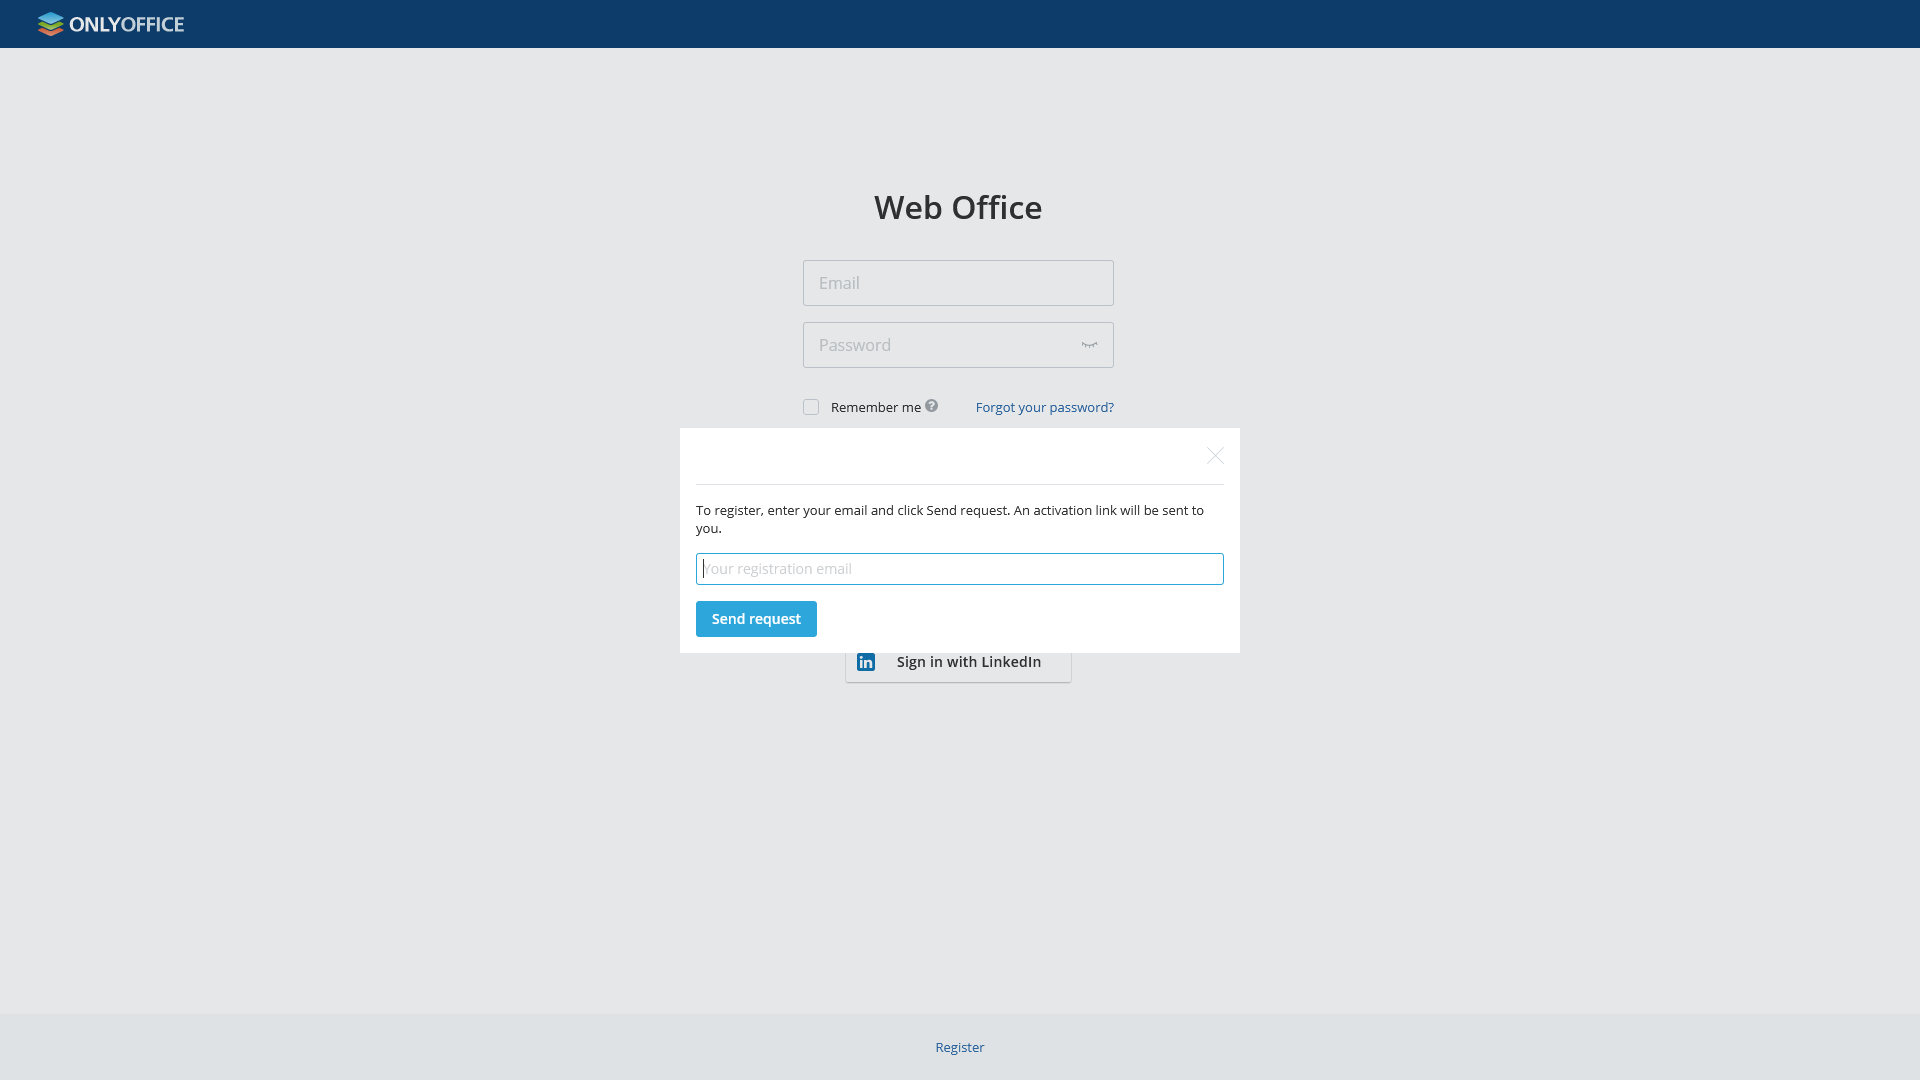 ONLYOFFICE
Web Office
Email
Password
Remember me ?
Forgot your password?
To register, enter your email and click Send request. An activation link will be sent to
you.
Your registration email
Send request
in Sign in with LinkedIn
Register